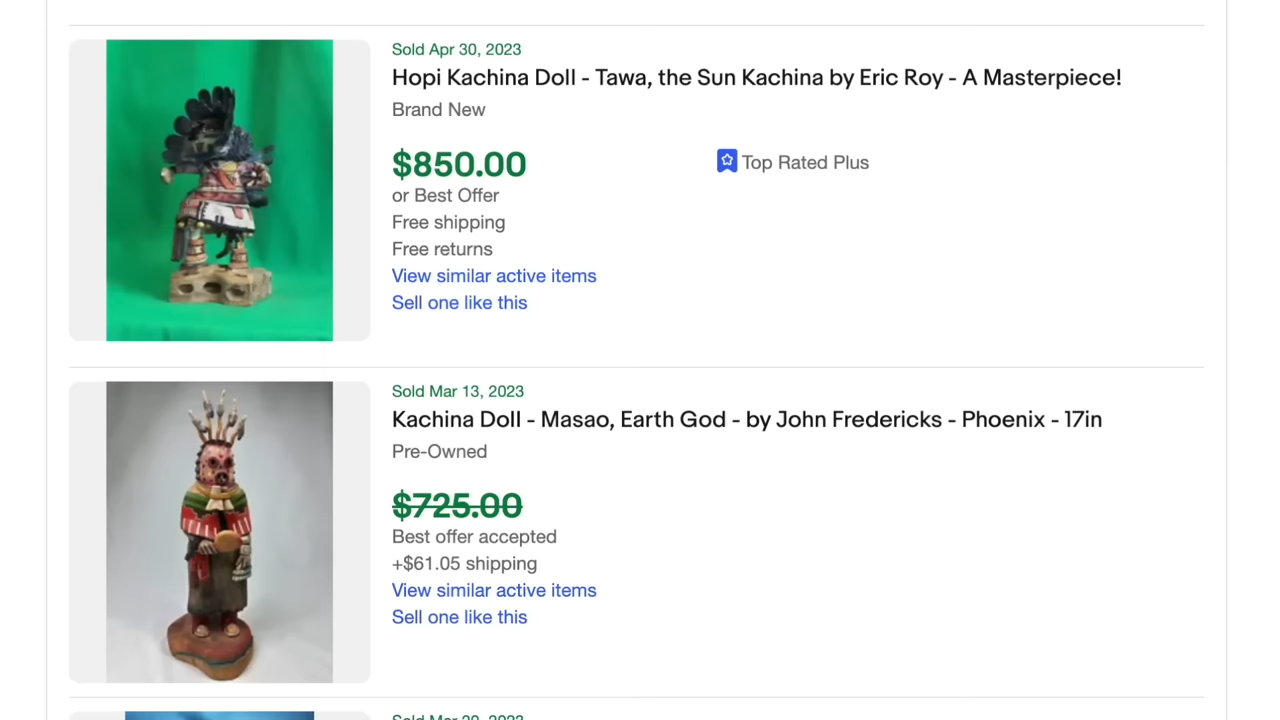 Sold Apr 30, 2023
Hopi Kachina Doll - Tawa, the Sun Kachina by Eric Roy - A Masterpiece!
Brand New
$850.00
Top Rated Plus
or Best Offer
Free shipping
Free returns
View similar active items
Sell one like this
Sold Mar 13, 2023
Kachina Doll - Masao, Earth God - by John Fredericks - Phoenix - 17in
Pre-Owned
$725.00
Best offer accepted
+$61.05 shipping
View similar active items
Sell one like this